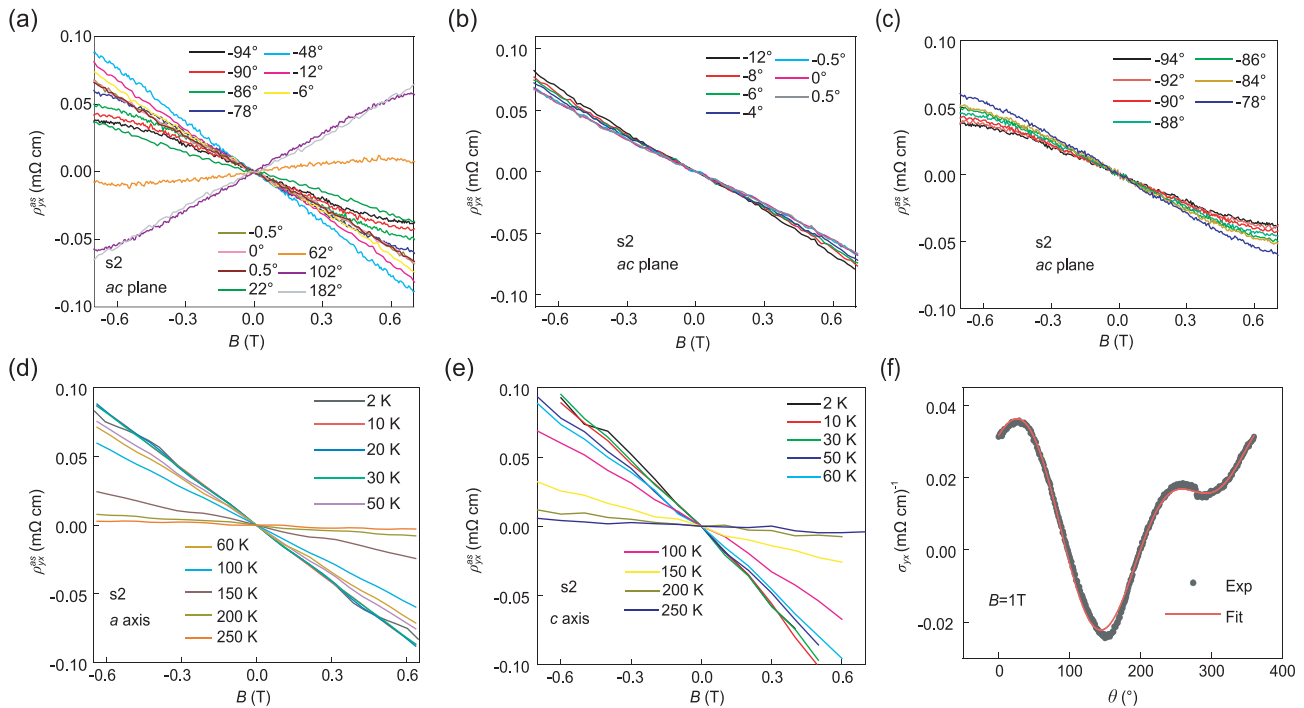 (a)
0.10
0.05
0.00
-0.05
-0.10
ρyxas (mΩ cm)
-94°
-90°
-86°
-78°
-48°
-12°
-6°
-0.5°
0°
0.5°
22°
62°
102°
182°
s2
ac plane
-0.6
-0.3
0.0
0.3
0.6
B (T)
(b)
0.10
0.05
0.00
-0.05
-0.10
ρyxas (mΩ cm)
-12°
-8°
-6°
-4°
-0.5°
0°
0.5°
s2
ac plane
-0.6
-0.3
0.0
0.3
0.6
B (T)
(c)
0.10
0.05
0.00
-0.05
-0.10
ρyxas (mΩ cm)
-94°
-92°
-90°
-88°
-86°
-84°
-78°
s2
ac plane
-0.6
-0.3
0.0
0.3
0.6
B (T)
(d)
0.10
0.05
0.00
-0.05
-0.10
ρyxas (mΩ cm)
2 K
10 K
20 K
30 K
50 K
60 K
100 K
150 K
200 K
250 K
s2
a axis
-0.6
-0.3
0.0
0.3
0.6
B (T)
(e)
0.10
0.05
0.00
-0.05
-0.10
ρyxas (mΩ cm)
2 K
10 K
30 K
50 K
60 K
100 K
150 K
200 K
250 K
s2
c axis
-0.6
-0.3
0.0
0.3
0.6
B (T)
(f)
0.04
0.02
0.00
-0.02
σyx (mΩ cm)-1
B=1T
Exp
Fit
0
100
200
300
400
θ (°)